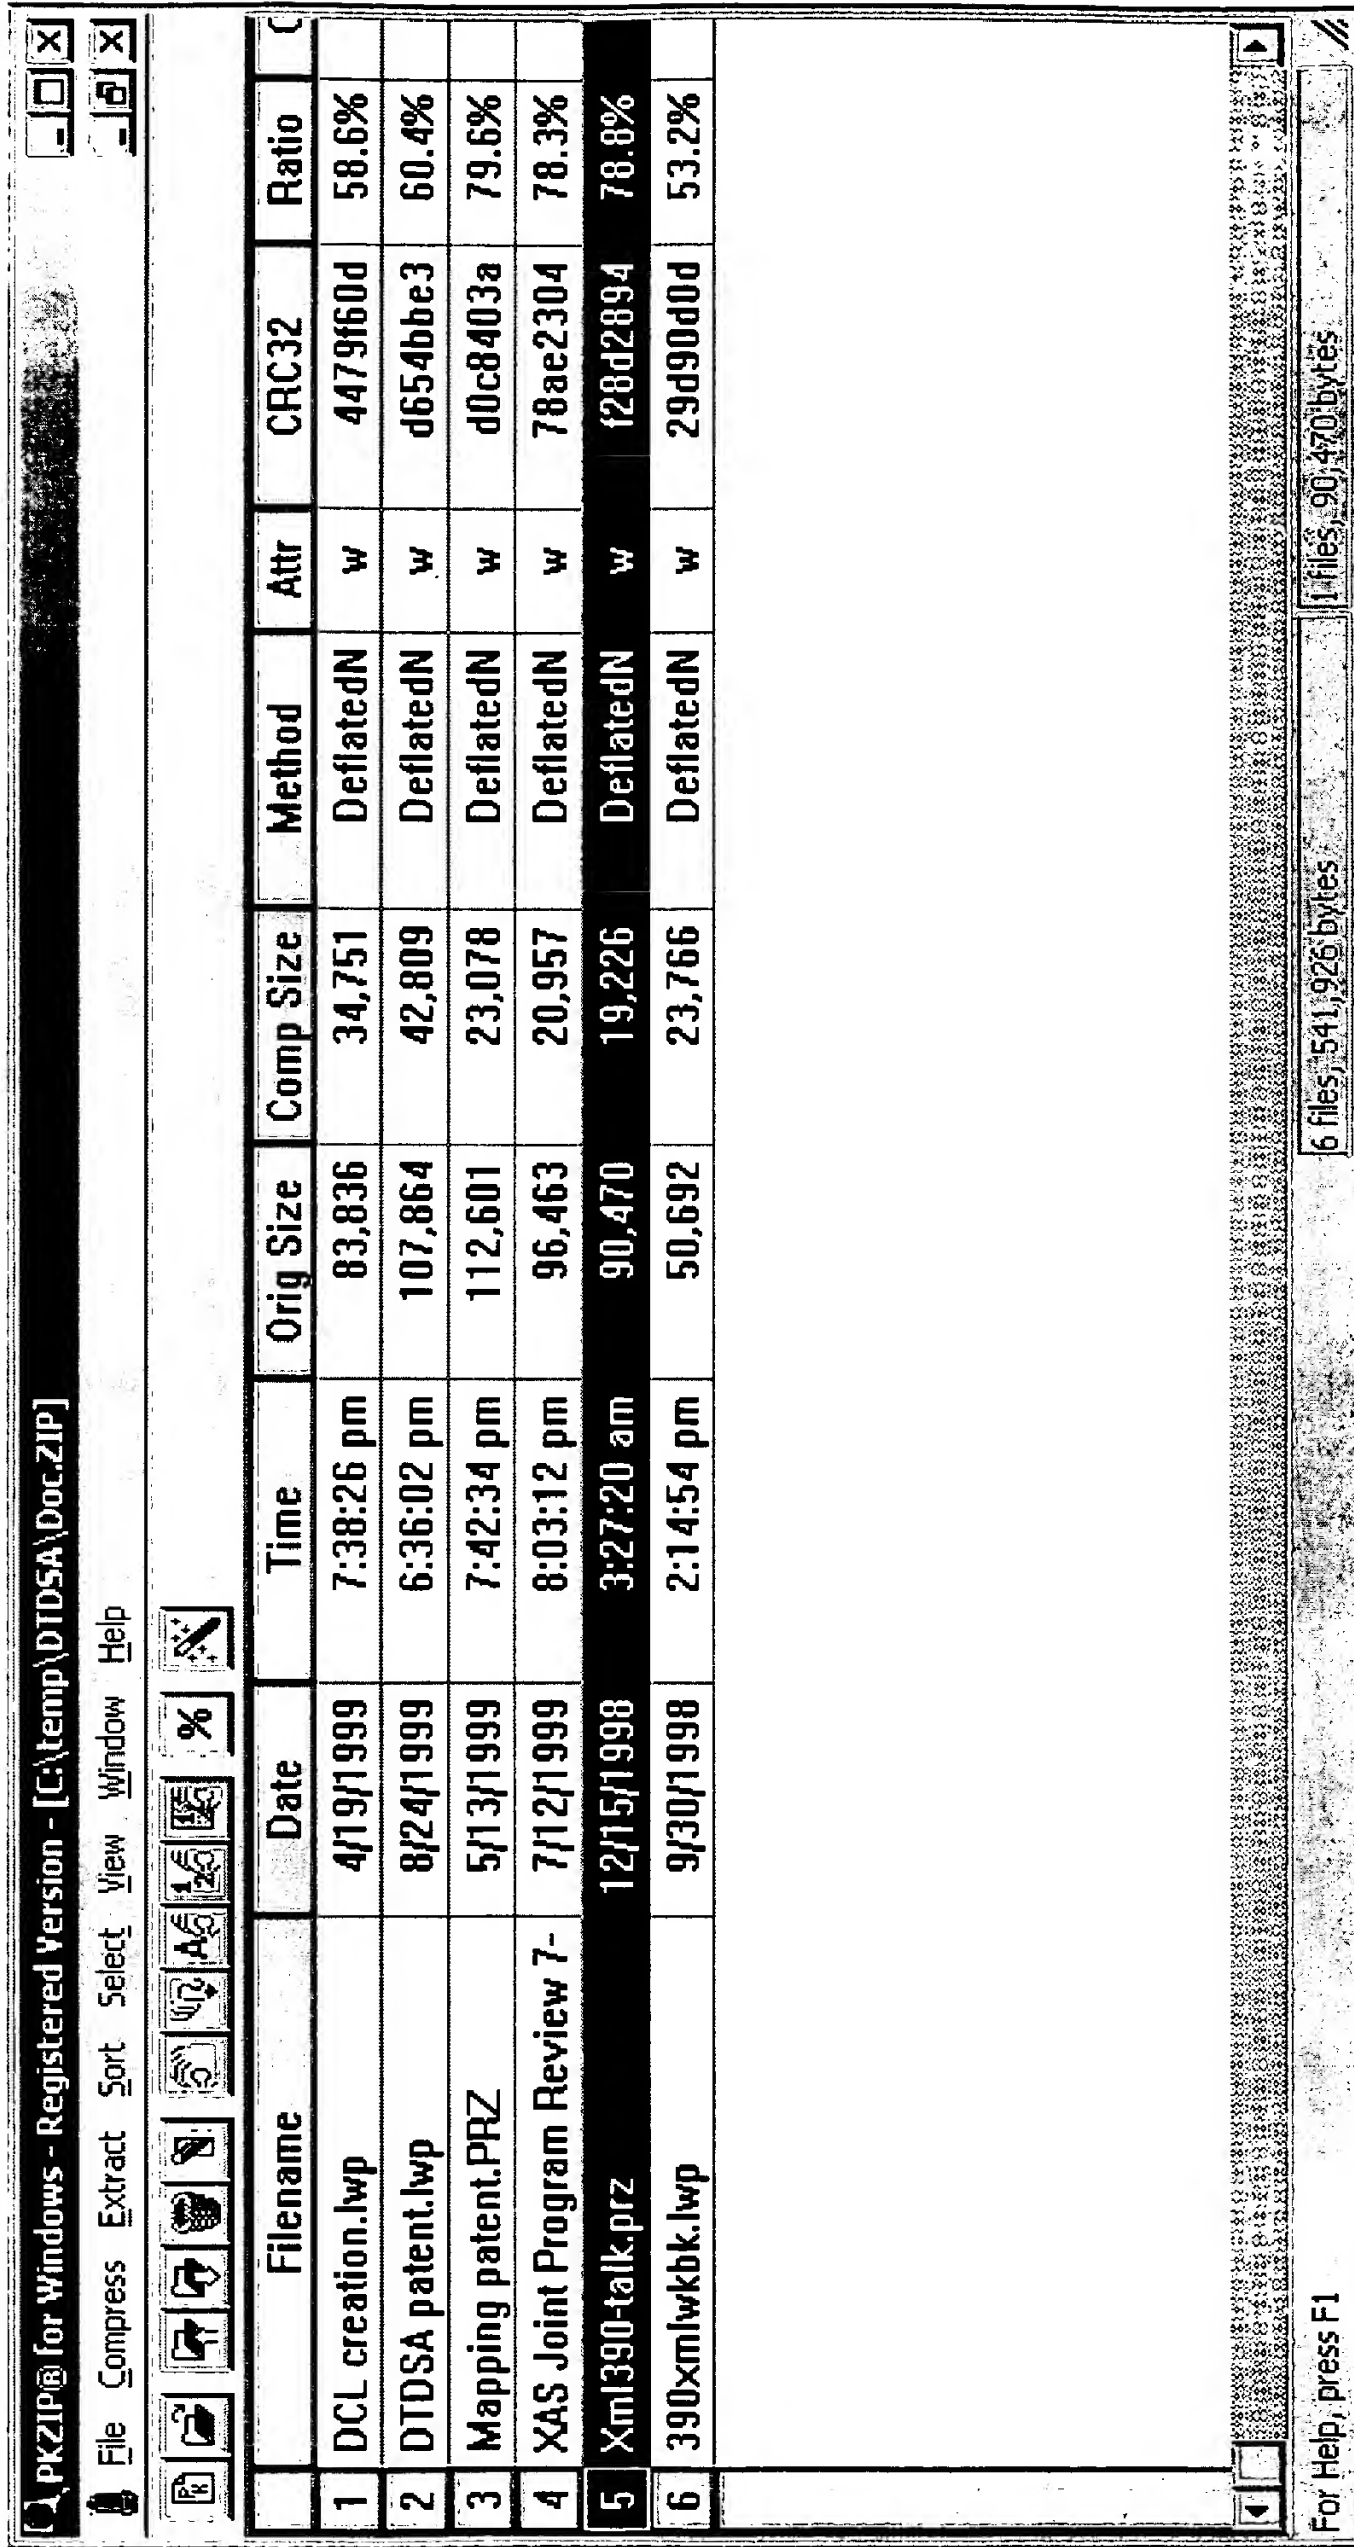 PKZIP® for Windows - Registered Version - [C:\temp\DTDSA\Doc.ZIP]
File Compress Extract Sort Select View Window Help
Filename Date Time Orig Size Comp Size Method Attr CRC32 Ratio
1 DCL creation.lwp 4/19/1999 7:38:26 pm 83,836 34,751 DeflatedN w 4479f60d 58.6%
2 DTDSA patent.lwp 8/24/1999 6:36:02 pm 107,864 42,809 DeflatedN w d654bbe3 60.4%
3 Mapping patent.PRZ 5/13/1999 7:42:34 pm 112,601 23,078 DeflatedN w d0c8403a 79.6%
4 XAS Joint Program Review 7- 7/12/1999 8:03:12 pm 96,463 20,957 DeflatedN w 78ae2304 78.3%
5 Xml390-talk.prz 12/15/1998 3:27:20 am 90,470 19,226 DeflatedN w f28d2894 78.8%
6 390xmlwkbk.lwp 9/30/1998 2:14:54 pm 50,692 23,766 DeflatedN w 29d90d0d 53.2%
For Help, press F1 6 files, 541,926 bytes 1 files, 90,470 bytes